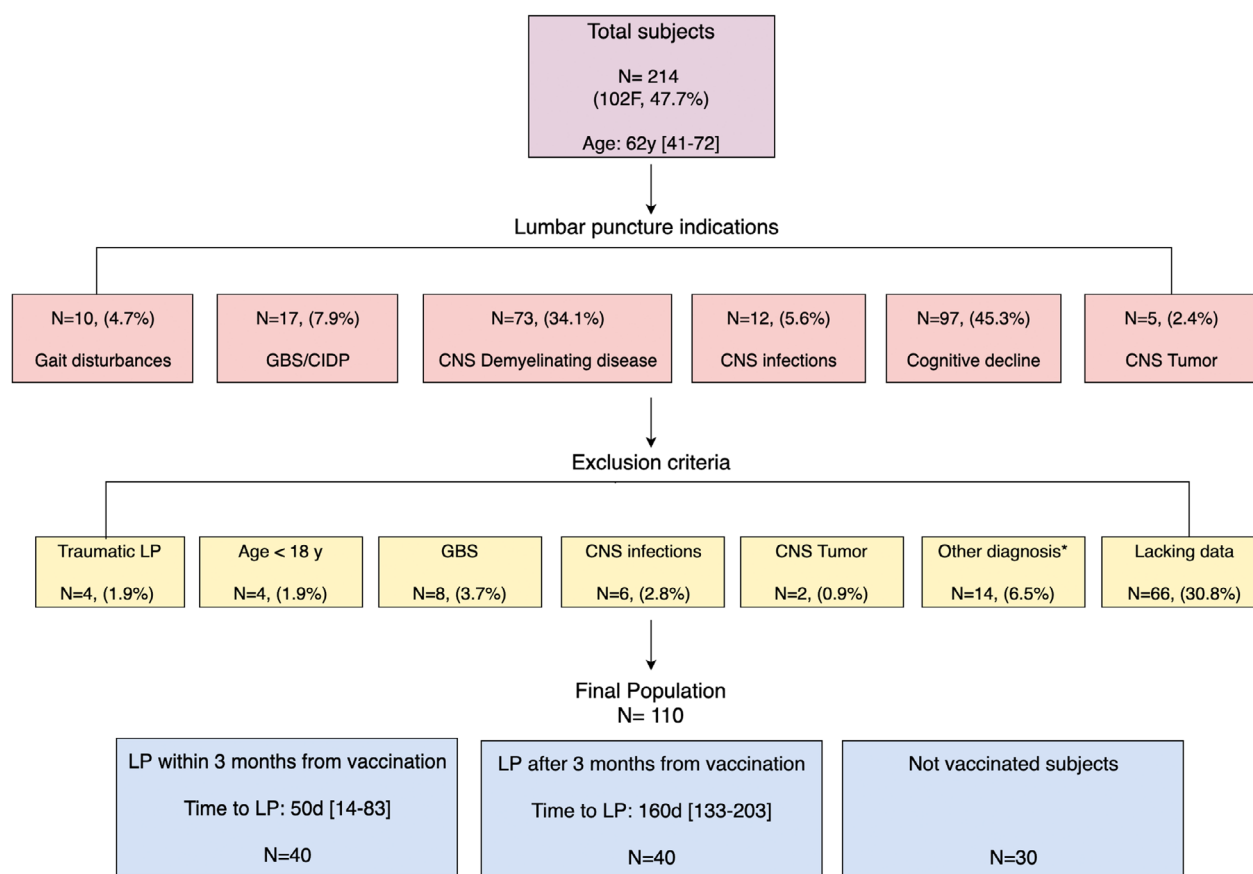 Total subjects
N= 214
(102F, 47.7%)
Age: 62y [41-72]
Lumbar puncture indications
N=10, (4.7%)
Gait disturbances
N=17, (7.9%)
GBS/CIDP
N=73, (34.1%)
CNS Demyelinating disease
N=12, (5.6%)
CNS infections
N=97, (45.3%)
Cognitive decline
N=5, (2.4%)
CNS Tumor
Exclusion criteria
Traumatic LP
N=4, (1.9%)
Age < 18 y
N=4, (1.9%)
GBS
N=8, (3.7%)
CNS infections
N=6, (2.8%)
CNS Tumor
N=2, (0.9%)
Other diagnosis*
N=14, (6.5%)
Lacking data
N=66, (30.8%)
Final Population
N= 110
LP within 3 months from vaccination
Time to LP: 50d [14-83]
N=40
LP after 3 months from vaccination
Time to LP: 160d [133-203]
N=40
Not vaccinated subjects
N=30